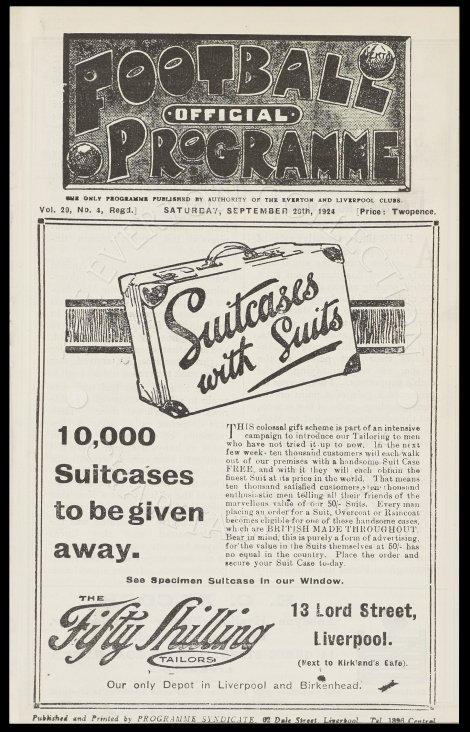 FOOTBALL
OFFICIAL
PROGRAMME
THE ONLY PROGRAMME PUBLISHED BY AUTHORITY OF THE EVERTON AND LIVERPOOL CLUBS.
Vol. 20, No. 4, Regd.] SATURDAY, SEPTEMBER 20th, 1924 [Price: Twopence.
Suitcases
with Suits
10,000
Suitcases
to be given
away.
THIS colossal gift scheme is part of an intensive
campaign to introduce our Tailoring to men
who have not tried it up to now. In the next
few week- ten thousand customers will each walk
out of our premises with a handsome Suit Case
FREE, and with it they will each obtain the
finest Suit at its price in the world. That means
ten thousand satisfied customers, ten thousand
enthusiastic men telling all their friends of the
marvellous value of our 50/- Suits. Every man
placing an order for a Suit, Overcoat or Raincoat
becomes eligible for one of these handsome cases,
which are BRITISH MADE THROUGHOUT.
Bear in mind, this is purely a form of advertising,
for the value in the Suits themselves at 50/- has
no equal in the country. Place the order and
secure your Suit Case to-day.
See Specimen Suitcase in our Window.
THE
Fifty Shilling
TAILORS
13 Lord Street,
Liverpool.
(Next to Kirkland's Cafe).
Our only Depot in Liverpool and Birkenhead.
Published and Printed by PROGRAMME SYNDICATE, 62 Dale Street, Liverpool. Tel. 1896 Central